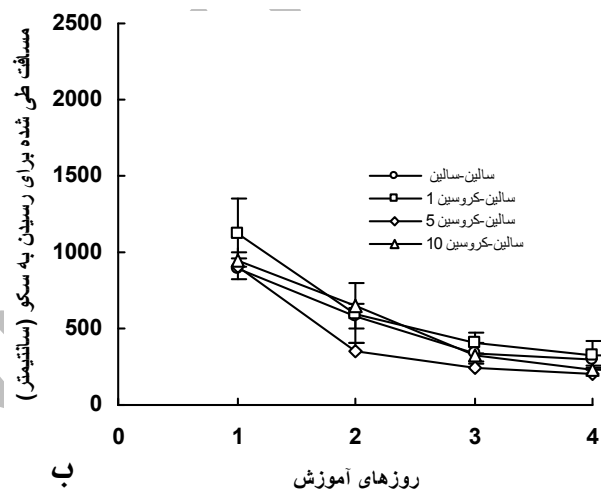 مسافت طی شده برای رسیدن به سکو (سانتیمتر)
2500
2000
1500
1000
500
0
سالین-سالین
سالین-کروسین 1
سالین-کروسین 5
سالین-کروسین 10
0 1 2 3 4
روزهای آموزش
ب